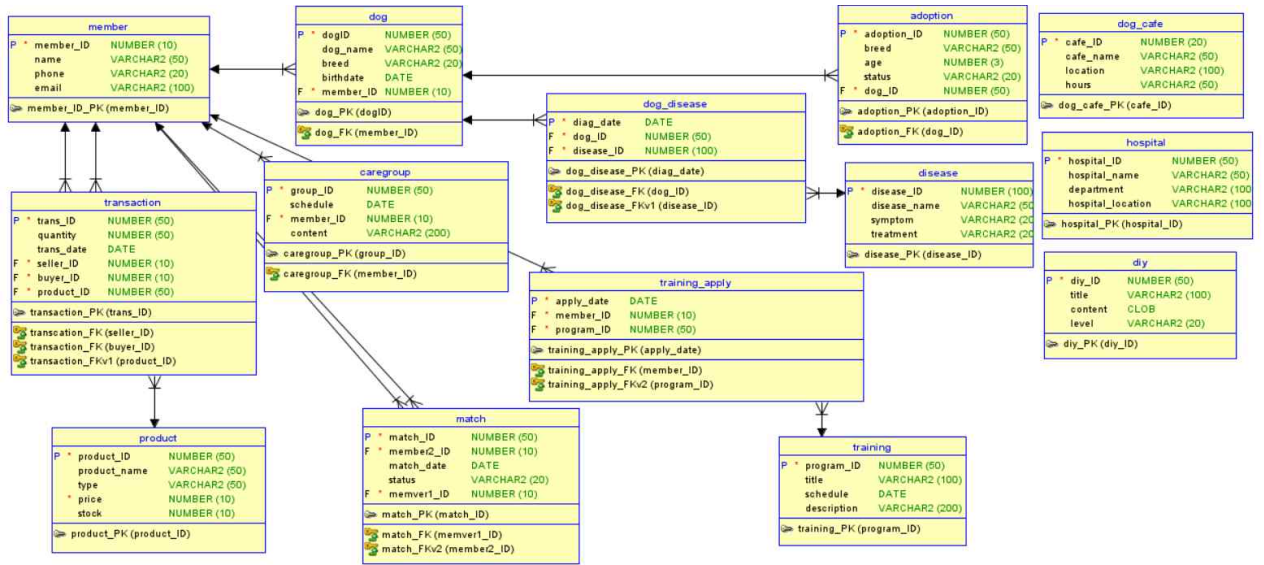 member
P * member_ID NUMBER (10)
name VARCHAR2 (50)
phone VARCHAR2 (20)
email VARCHAR2 (100)
member_ID_PK (member_ID)
dog
P * dogID NUMBER (50)
dog_name VARCHAR2 (50)
breed VARCHAR2 (20)
birthdate DATE
F * member_ID NUMBER (10)
dog_PK (dogID)
dog_FK (member_ID)
adoption
P * adoption_ID NUMBER (50)
breed VARCHAR2 (50)
age NUMBER (3)
status VARCHAR2 (20)
F * dog_ID NUMBER (50)
adoption_PK (adoption_ID)
adoption_FK (dog_ID)
dog_cafe
P * cafe_ID NUMBER (20)
cafe_name VARCHAR2 (50)
location VARCHAR2 (100)
hours VARCHAR2 (50)
dog_cafe_PK (cafe_ID)
dog_disease
P * diag_date DATE
F * dog_ID NUMBER (50)
F * disease_ID NUMBER (100)
dog_disease_PK (diag_date)
dog_disease_FK (dog_ID)
dog_disease_FKv1 (disease_ID)
hospital
P * hospital_ID NUMBER (50)
hospital_name VARCHAR2 (50)
department VARCHAR2 (100
hospital_location VARCHAR2 (100
hospital_PK (hospital_ID)
caregroup
P * group_ID NUMBER (50)
schedule DATE
F * member_ID NUMBER (10)
content VARCHAR2 (200)
caregroup_PK (group_ID)
caregroup_FK (member_ID)
disease
P * disease_ID NUMBER (100)
disease_name VARCHAR2 (50
symptom VARCHAR2 (20
treatment VARCHAR2 (20
disease_PK (disease_ID)
transaction
P * trans_ID NUMBER (50)
quantity NUMBER (50)
trans_date DATE
F * seller_ID NUMBER (10)
F * buyer_ID NUMBER (10)
F * product_ID NUMBER (50)
transaction_PK (trans_ID)
transcation_FK (seller_ID)
transaction_FK (buyer_ID)
transaction_FKv1 (product_ID)
diy
P * diy_ID NUMBER (50)
title VARCHAR2 (100)
content CLOB
level VARCHAR2 (20)
diy_PK (diy_ID)
training_apply
P * apply_date DATE
F * member_ID NUMBER (10)
F * program_ID NUMBER (50)
training_apply_PK (apply_date)
training_apply_FK (member_ID)
training_apply_FKv2 (program_ID)
match
P * match_ID NUMBER (50)
F * member2_ID NUMBER (10)
match_date DATE
status VARCHAR2 (20)
F * memver1_ID NUMBER (10)
match_PK (match_ID)
match_FK (memver1_ID)
match_FKv2 (member2_ID)
product
P * product_ID NUMBER (50)
product_name VARCHAR2 (50)
type VARCHAR2 (50)
* price NUMBER (10)
stock NUMBER (10)
product_PK (product_ID)
training
P * program_ID NUMBER (50)
title VARCHAR2 (100)
schedule DATE
description VARCHAR2 (200)
training_PK (program_ID)